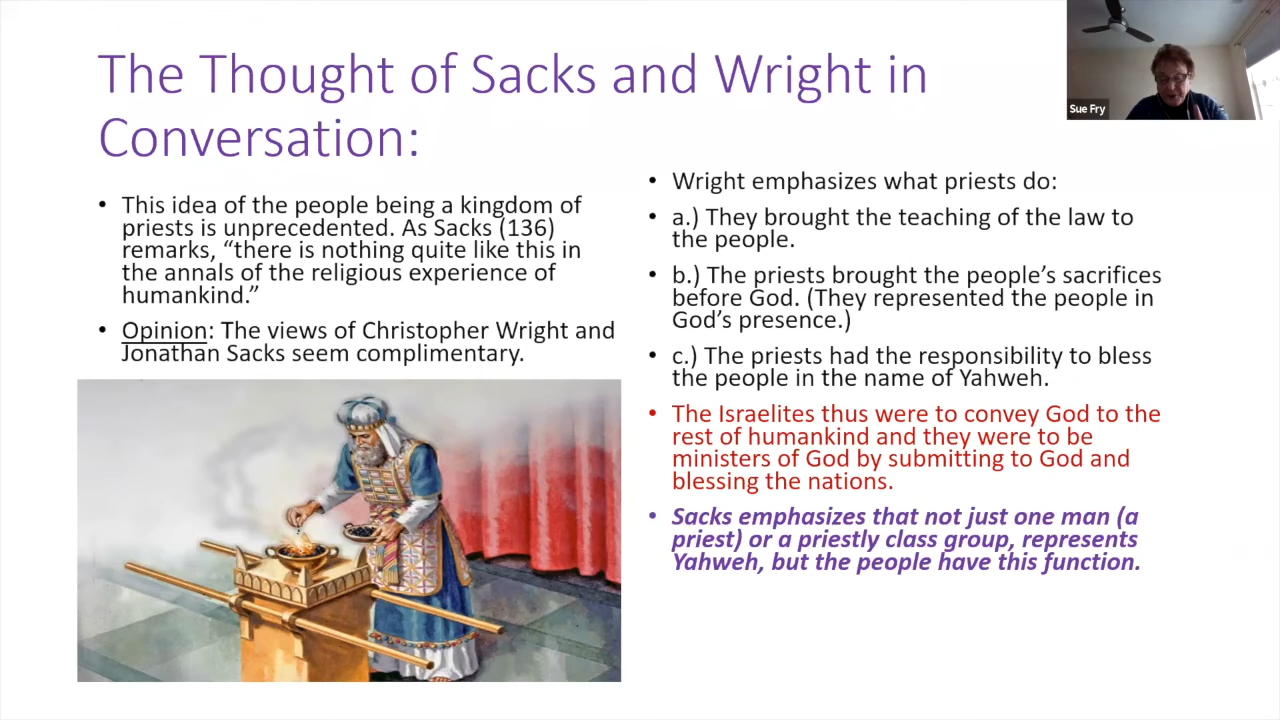 The Thought of Sacks and Wright in
Conversation:
• This idea of the people being a kingdom of
priests is unprecedented. As Sacks (136)
remarks, “there is nothing quite like this in
the annals of the religious experience of
humankind.”
• Opinion: The views of Christopher Wright and
Jonathan Sacks seem complimentary.
• Wright emphasizes what priests do:
• a.) They brought the teaching of the law to
the people.
• b.) The priests brought the people’s sacrifices
before God. (They represented the people in
God’s presence.)
• c.) The priests had the responsibility to bless
the people in the name of Yahweh.
• The Israelites thus were to convey God to the
rest of humankind and they were to be
ministers of God by submitting to God and
blessing the nations.
• Sacks emphasizes that not just one man (a
priest) or a priestly class group, represents
Yahweh, but the people have this function.
Sue Fry